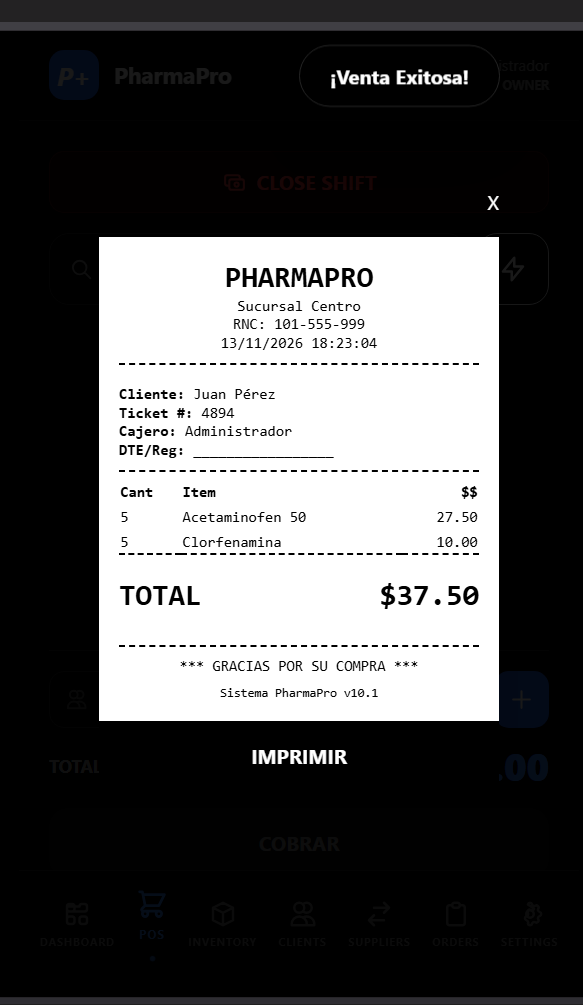 P+ PharmaPro
¡Venta Exitosa!
istrador
OWNER
CLOSE SHIFT
X
PHARMAPRO
Sucursal Centro
RNC: 101-555-999
13/11/2026 18:23:04
Cliente: Juan Pérez
Ticket #: 4894
Cajero: Administrador
DTE/Reg: _________________
Cant Item $$
5 Acetaminofen 50 27.50
5 Clorfenamina 10.00
TOTAL $37.50
*** GRACIAS POR SU COMPRA ***
Sistema PharmaPro v10.1
IMPRIMIR
TOTAL .00
COBRAR
DASHBOARD POS INVENTORY CLIENTS SUPPLIERS ORDERS SETTINGS